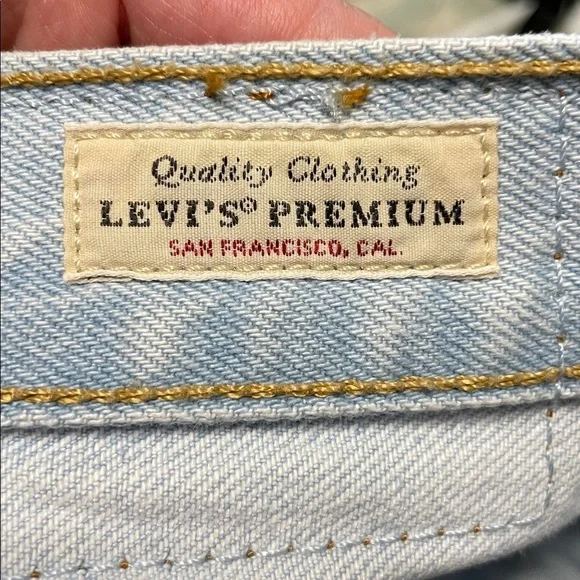 Quality Clothing
LEVI'S® PREMIUM
SAN FRANCISCO, CAL.